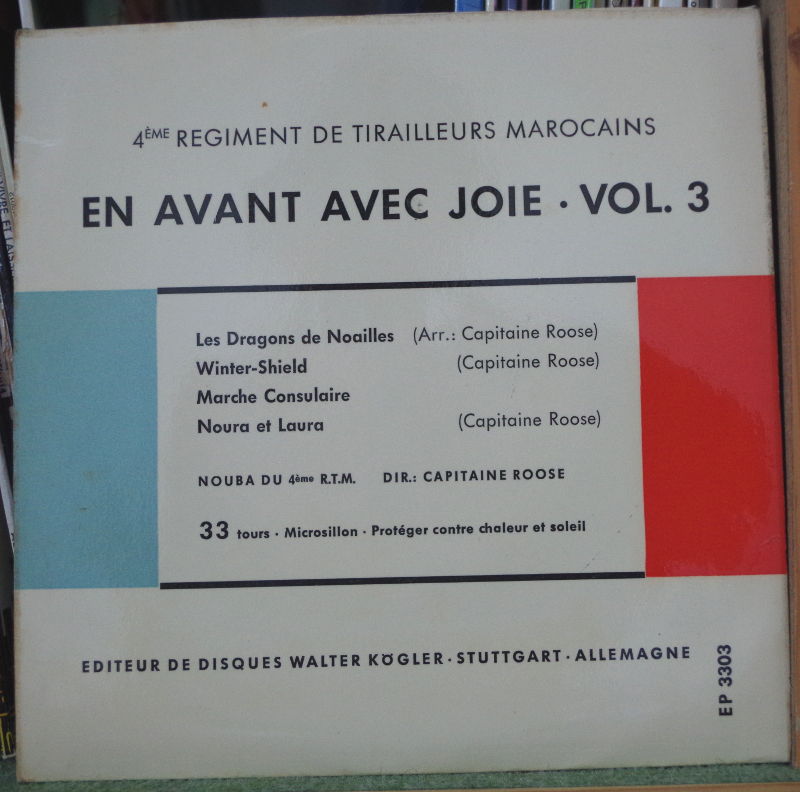 4ÈME REGIMENT DE TIRAILLEURS MAROCAINS
EN AVANT AVEC JOIE · VOL. 3
Les Dragons de Noailles (Arr.: Capitaine Roose)
Winter-Shield (Capitaine Roose)
Marche Consulaire
Noura et Laura (Capitaine Roose)
NOUBA DU 4ème R.T.M. DIR.: CAPITAINE ROOSE
33 tours · Microsillon · Protéger contre chaleur et soleil
EDITEUR DE DISQUES WALTER KÖGLER · STUTTGART · ALLEMAGNE
EP 3303